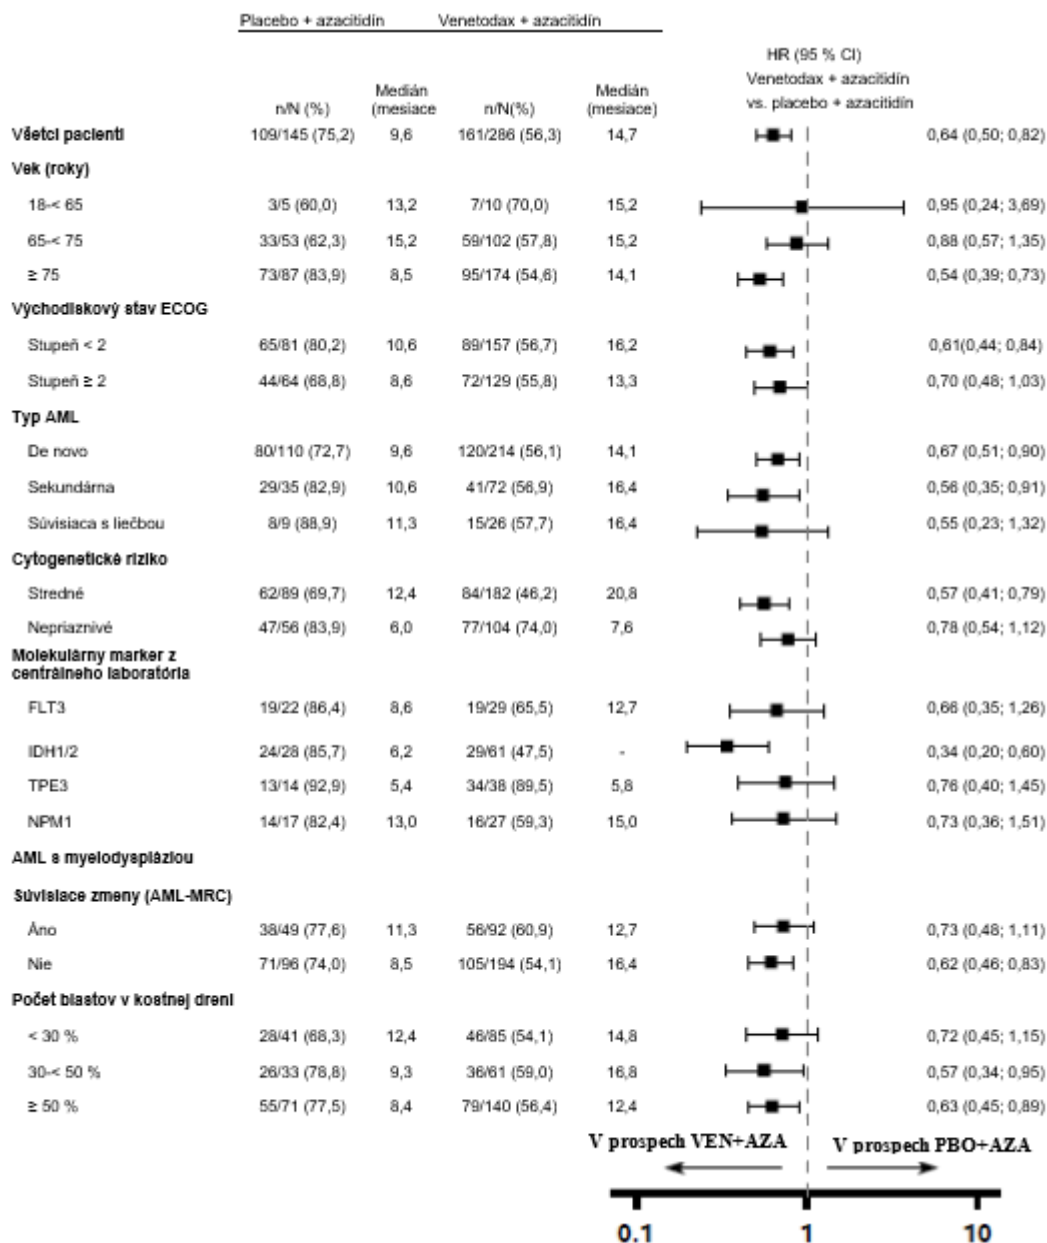 Placebo + azacitidín Venetodax + azacitidín
HR (95 % CI)
Venetodax + azacitidín
vs. placebo + azacitidín
n/N (%) Medián (mesiace n/N(%) Medián (mesiace)
Všetci pacienti 109/145 (75,2) 9,6 161/286 (56,3) 14,7 0,64 (0,50; 0,82)
Vek (roky)
18-< 65 3/5 (60,0) 13,2 7/10 (70,0) 15,2 0,95 (0,24; 3,69)
65-< 75 33/53 (62,3) 15,2 59/102 (57,8) 15,2 0,88 (0,57; 1,35)
≥ 75 73/87 (83,9) 8,5 95/174 (54,6) 14,1 0,54 (0,39; 0,73)
Východiskový stav ECOG
Stupeň < 2 65/81 (80,2) 10,6 89/157 (56,7) 16,2 0,61(0,44; 0,84)
Stupeň ≥ 2 44/64 (68,8) 8,6 72/129 (55,8) 13,3 0,70 (0,48; 1,03)
Typ AML
De novo 80/110 (72,7) 9,6 120/214 (56,1) 14,1 0,67 (0,51; 0,90)
Sekundárna 29/35 (82,9) 10,6 41/72 (56,9) 16,4 0,56 (0,35; 0,91)
Súvisiaca s liečbou 8/9 (88,9) 11,3 15/26 (57,7) 16,4 0,55 (0,23; 1,32)
Cytogenetické riziko
Stredné 62/89 (69,7) 12,4 84/182 (46,2) 20,8 0,57 (0,41; 0,79)
Nepriaznivé 47/56 (83,9) 6,0 77/104 (74,0) 7,6 0,78 (0,54; 1,12)
Molekulárny marker z
centrálneho laboratória
FLT3 19/22 (86,4) 8,6 19/29 (65,5) 12,7 0,66 (0,35; 1,26)
IDH1/2 24/28 (85,7) 6,2 29/61 (47,5) - 0,34 (0,20; 0,60)
TPE3 13/14 (92,9) 5,4 34/38 (89,5) 5,8 0,76 (0,40; 1,45)
NPM1 14/17 (82,4) 13,0 16/27 (59,3) 15,0 0,73 (0,36; 1,51)
AML s myelodyspláziou
Súvisiace zmeny (AML-MRC)
Áno 38/49 (77,6) 11,3 56/92 (60,9) 12,7 0,73 (0,48; 1,11)
Nie 71/96 (74,0) 8,5 105/194 (54,1) 16,4 0,62 (0,46; 0,83)
Počet blastov v kostnej dreni
< 30 % 28/41 (68,3) 12,4 46/85 (54,1) 14,8 0,72 (0,45; 1,15)
30-< 50 % 26/33 (78,8) 9,3 36/61 (59,0) 16,8 0,57 (0,34; 0,95)
≥ 50 % 55/71 (77,5) 8,4 79/140 (56,4) 12,4 0,63 (0,45; 0,89)
V prospech VEN+AZA V prospech PBO+AZA
0.1 1 10